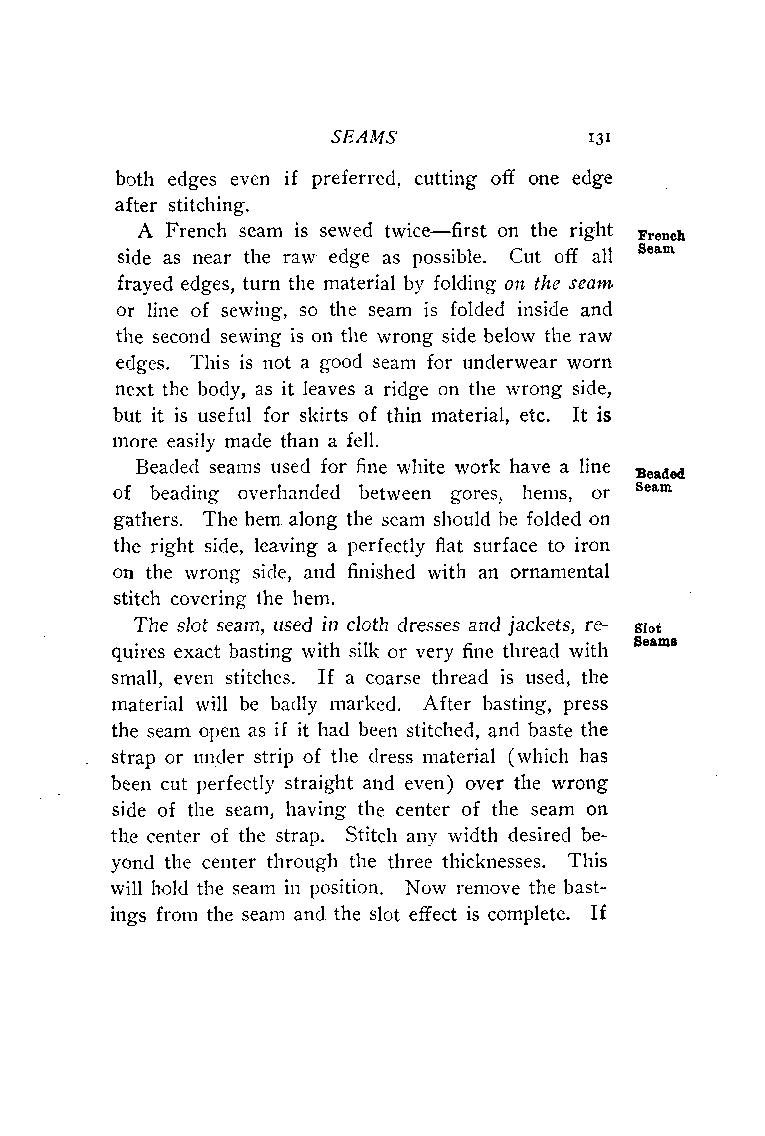 SEAMS 131
both edges even if preferred, cutting off one edge
after stitching.
A French seam is sewed twice—first on the right
French
Seam
side as near the raw edge as possible. Cut off all
frayed edges, turn the material by folding on the seam
or line of sewing, so the seam is folded inside and
the second sewing is on the wrong side below the raw
edges. This is not a good seam for underwear worn
next the body, as it leaves a ridge on the wrong side,
but it is useful for skirts of thin material, etc. It is
more easily made than a fell.
Beaded seams used for fine white work have a line
Beaded
Seam
of beading overhanded between gores, hems, or
gathers. The hem along the seam should be folded on
the right side, leaving a perfectly flat surface to iron
on the wrong side, and finished with an ornamental
stitch covering the hem.
The slot seam, used in cloth dresses and jackets, re-
Slot
Seams
quires exact basting with silk or very fine thread with
small, even stitches. If a coarse thread is used, the
material will be badly marked. After basting, press
the seam open as if it had been stitched, and baste the
strap or under strip of the dress material (which has
been cut perfectly straight and even) over the wrong
side of the seam, having the center of the seam on
the center of the strap. Stitch any width desired be-
yond the center through the three thicknesses. This
will hold the seam in position. Now remove the bast-
ings from the seam and the slot effect is complete. If